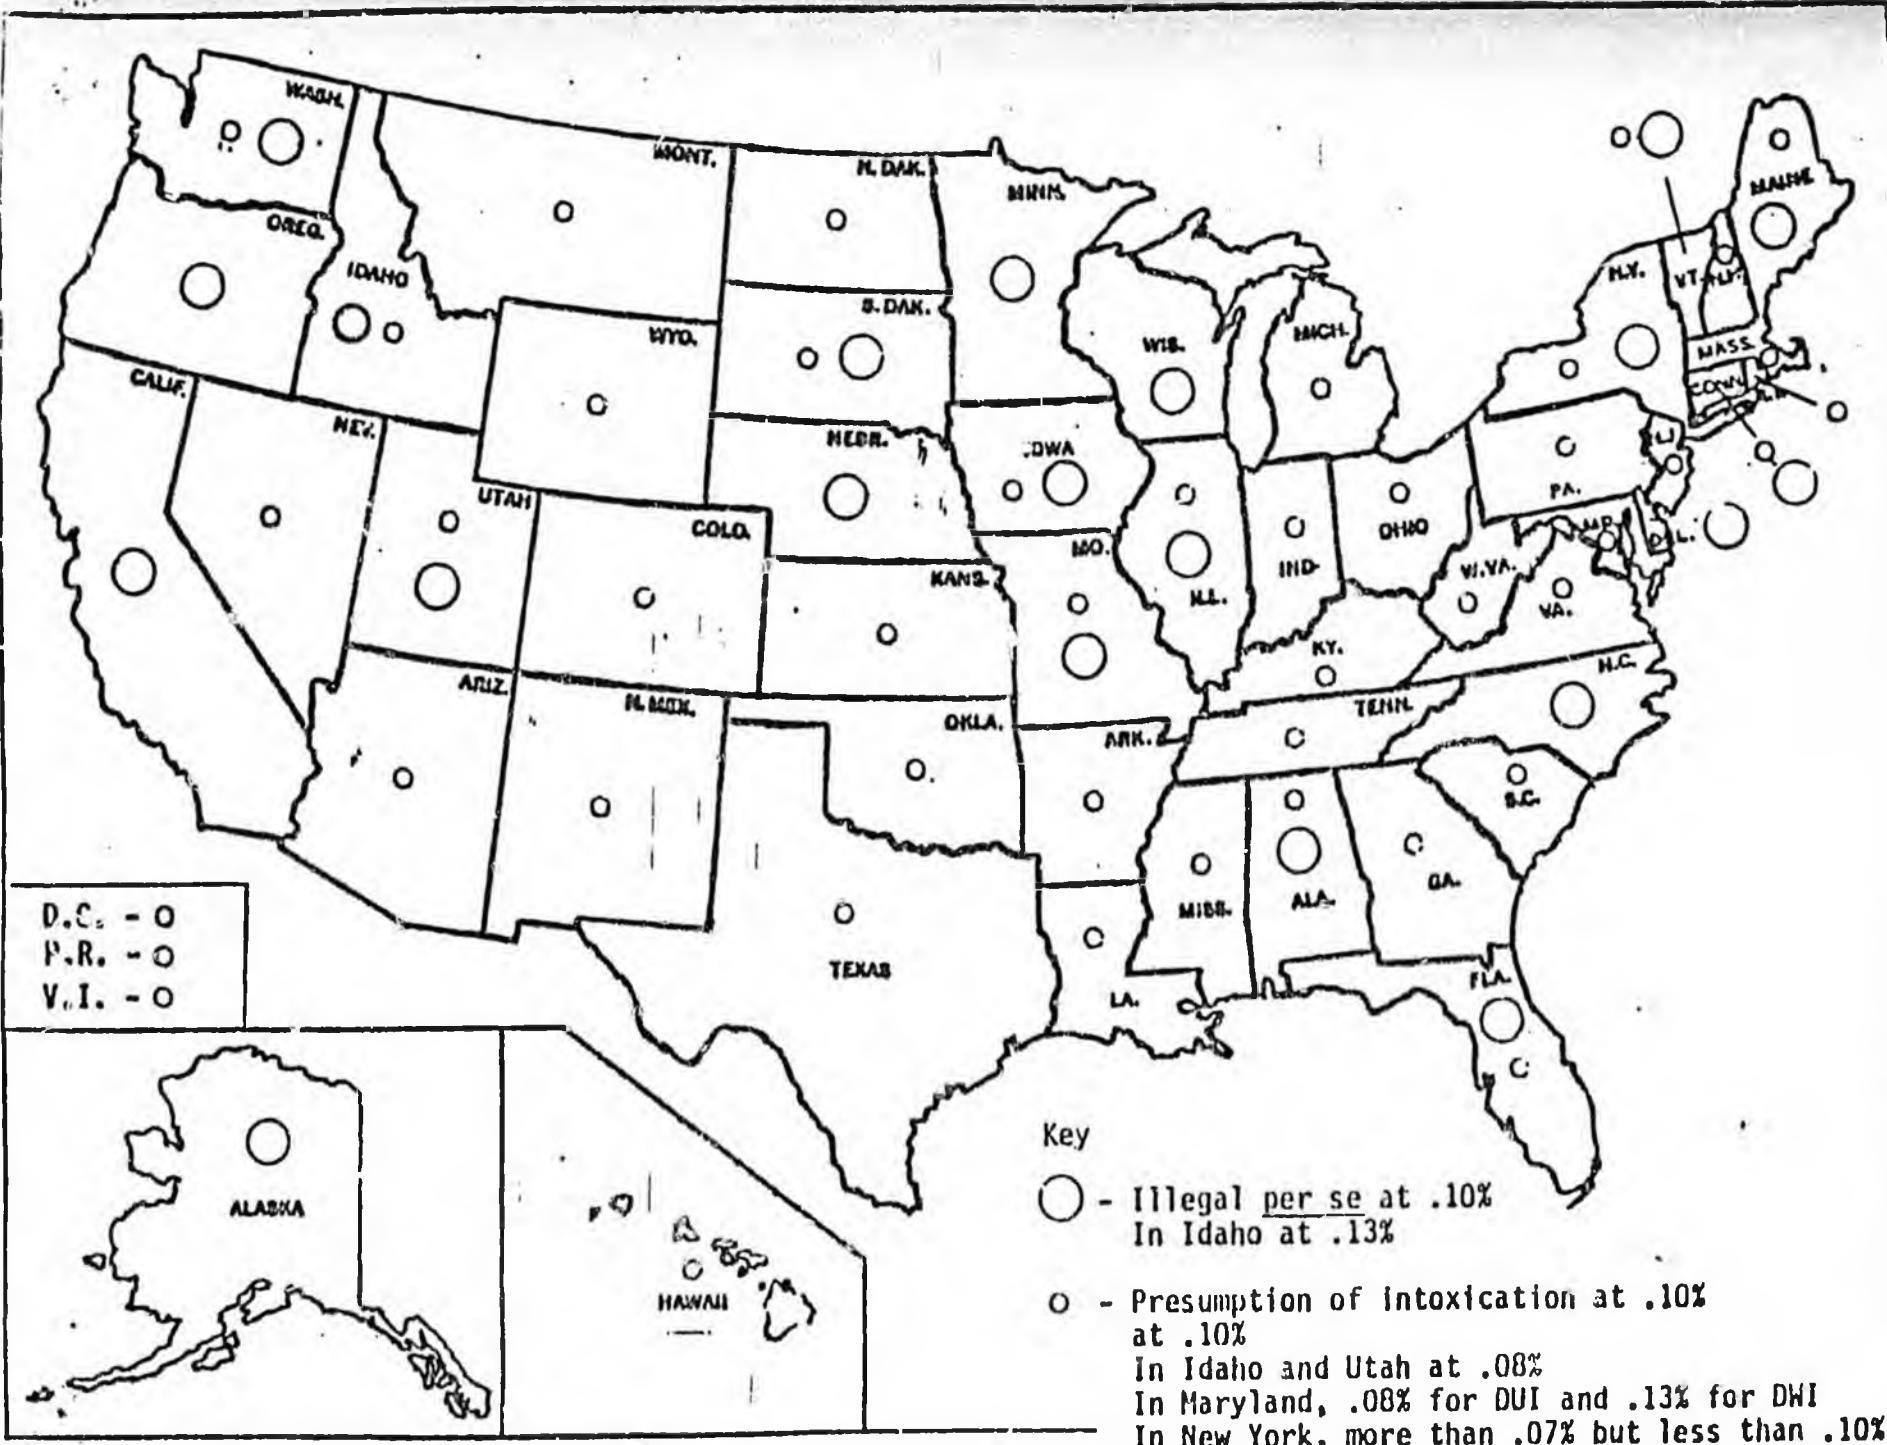 WASH.
MONT.
N. DAK.
MINN.
MAINE
OREG.
IDAHO
S. DAK.
N.Y.
VT.
WYO.
WIS.
MICH.
MASS.
CALIF.
NEV.
NEBR.
CONN.
PA.
UTAH
COLO.
ILL.
IND.
OHIO
DEL.
MO.
KANS.
W.VA.
VA.
MD.
KY.
N.C.
ARIZ.
N. MEX.
OKLA.
ARK.
TENN.
S.C.
MISS.
ALA.
GA.
D.C. - O
P.R. - O
V.I. - O
TEXAS
LA.
FLA.
ALASKA
HAWAII
Key
- Illegal per se at .10%
In Idaho at .13%
- Presumption of intoxication at .10%
at .10%
In Idaho and Utah at .08%
In Maryland, .08% for DUI and .13% for DWI
In New York, more than .07% but less than .10%